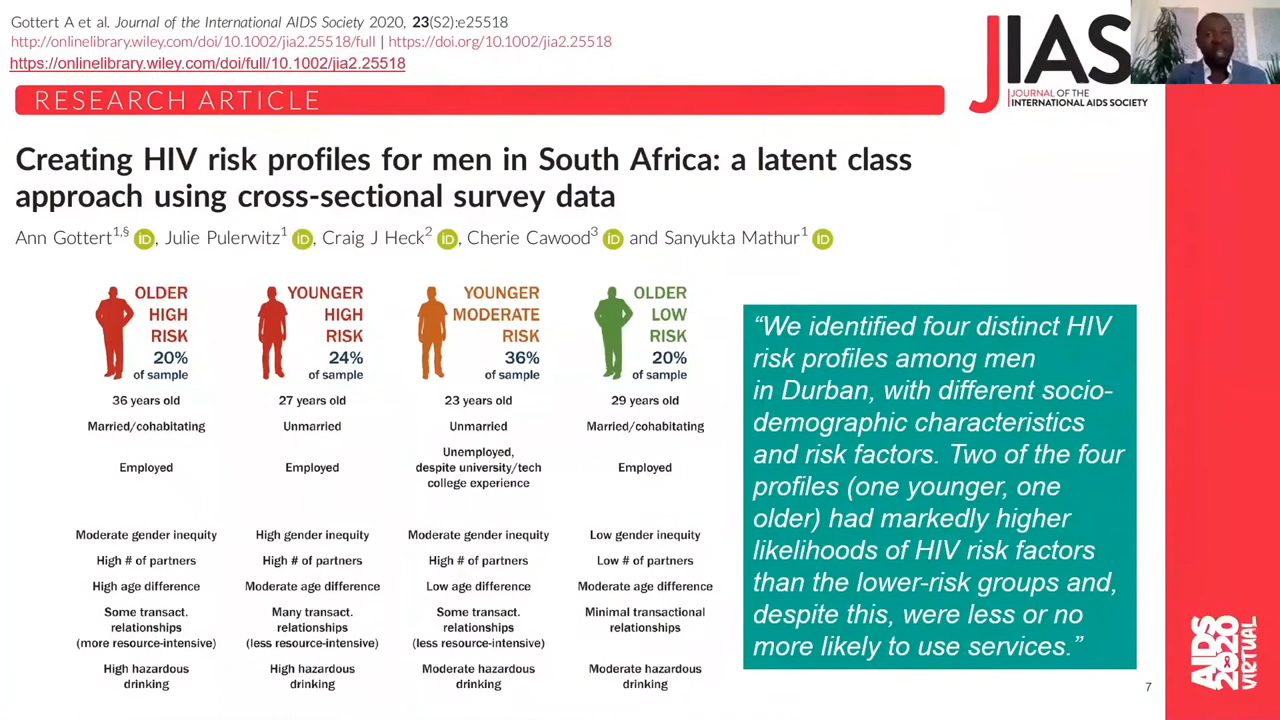 Gottert A et al. Journal of the International AIDS Society 2020, 23(S2):e25518
http://onlinelibrary.wiley.com/doi/10.1002/jia2.25518/full | https://doi.org/10.1002/jia2.25518
https://onlinelibrary.wiley.com/doi/full/10.1002/jia2.25518
JIAS
JOURNAL OF THE
INTERNATIONAL AIDS SOCIETY
RESEARCH ARTICLE
Creating HIV risk profiles for men in South Africa: a latent class
approach using cross-sectional survey data
Ann Gottert1,§ iD, Julie Pulerwitz1 iD, Craig J Heck2 iD, Cherie Cawood3 iD and Sanyukta Mathur1 iD
OLDER
HIGH
RISK
20%
of sample
36 years old
Married/cohabitating
Employed
Moderate gender inequity
High # of partners
High age difference
Some transact.
relationships
(more resource-intensive)
High hazardous
drinking
YOUNGER
HIGH
RISK
24%
of sample
27 years old
Unmarried
Employed
High gender inequity
High # of partners
Moderate age difference
Many transact.
relationships
(less resource-intensive)
High hazardous
drinking
YOUNGER
MODERATE
RISK
36%
of sample
23 years old
Unmarried
Unemployed,
despite university/tech
college experience
Moderate gender inequity
High # of partners
Low age difference
Some transact.
relationships
(less resource-intensive)
Moderate hazardous
drinking
OLDER
LOW
RISK
20%
of sample
29 years old
Married/cohabitating
Employed
Low gender inequity
Low # of partners
Moderate age difference
Minimal transactional
relationships
Moderate hazardous
drinking
“We identified four distinct HIV
risk profiles among men
in Durban, with different socio-
demographic characteristics
and risk factors. Two of the four
profiles (one younger, one
older) had markedly higher
likelihoods of HIV risk factors
than the lower-risk groups and,
despite this, were less or no
more likely to use services.”
7
AIDS
2020
VIRTUAL